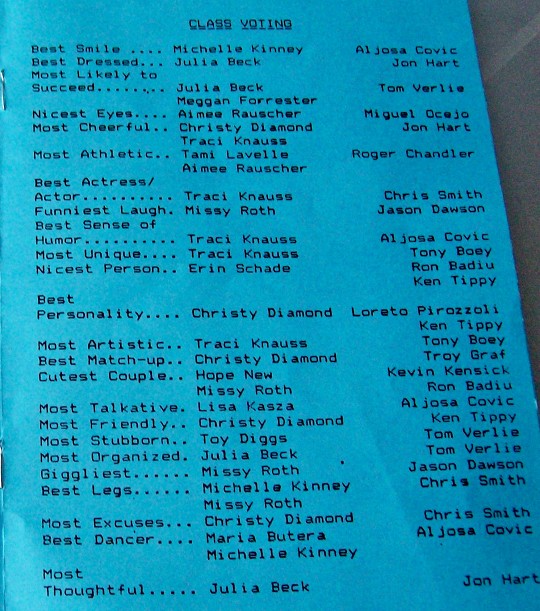 CLASS VOTING
Best Smile .... Michelle Kinney Aljosa Covic
Best Dressed... Julia Beck Jon Hart
Most Likely to
Succeed........ Julia Beck Tom Verlie
Meggan Forrester
Nicest Eyes.... Aimee Rauscher Miguel Ocejo
Most Cheerful.. Christy Diamond Jon Hart
Traci Knauss
Most Athletic.. Tami Lavelle Roger Chandler
Aimee Rauscher
Best Actress/
Actor.......... Traci Knauss Chris Smith
Funniest Laugh. Missy Roth Jason Dawson
Best Sense of
Humor.......... Traci Knauss Aljosa Covic
Most Unique.... Traci Knauss Tony Boey
Nicest Person.. Erin Schade Ron Badiu
Ken Tippy
Best
Personality.... Christy Diamond Loreto Pirozzoli
Ken Tippy
Most Artistic.. Traci Knauss Tony Boey
Best Match-up.. Christy Diamond Troy Graf
Cutest Couple.. Hope New Kevin Kensick
Missy Roth Ron Badiu
Most Talkative. Lisa Kasza Aljosa Covic
Most Friendly.. Christy Diamond Ken Tippy
Most Stubborn.. Toy Diggs Tom Verlie
Most Organized. Julia Beck Tom Verlie
Giggliest...... Missy Roth Jason Dawson
Best Legs...... Michelle Kinney Chris Smith
Missy Roth
Most Excuses... Christy Diamond Chris Smith
Best Dancer.... Maria Butera Aljosa Covic
Michelle Kinney
Most
Thoughtful..... Julia Beck Jon Hart